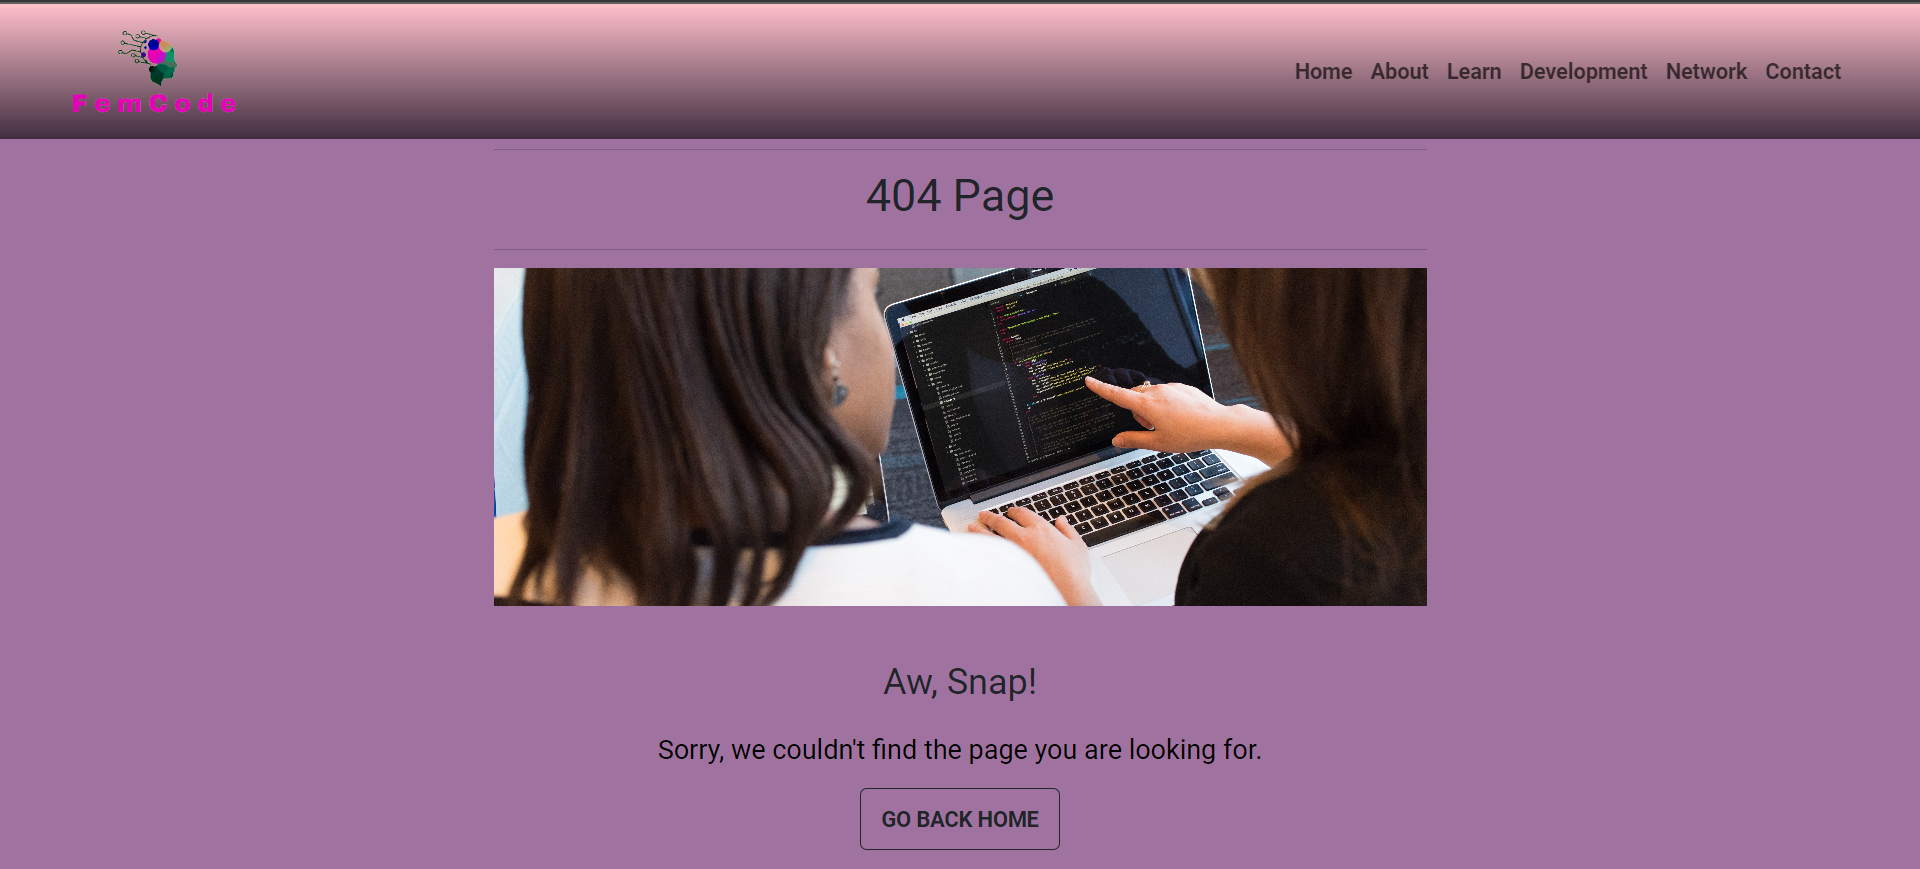 FemCode
Home About Learn Development Network Contact
404 Page
Aw, Snap!
Sorry, we couldn't find the page you are looking for.
GO BACK HOME